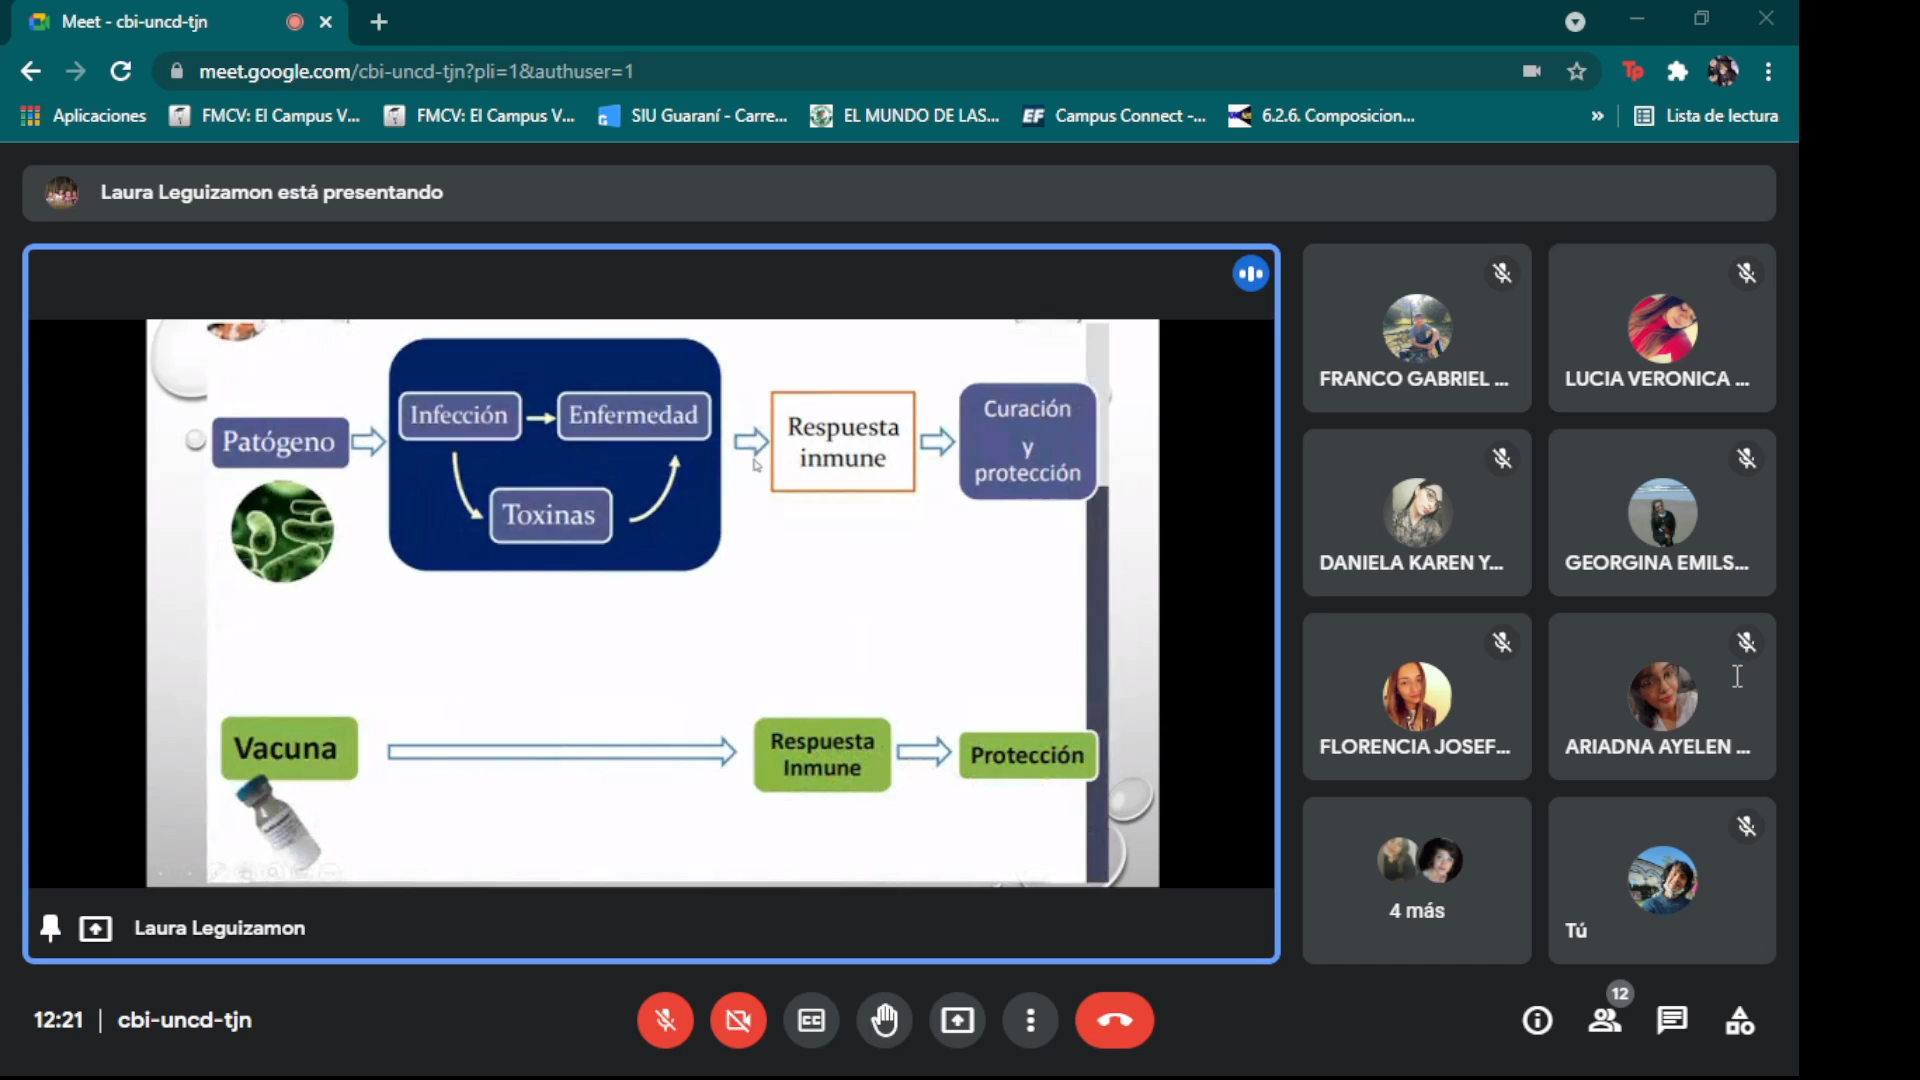 Meet - cbi-uncd-tjn
meet.google.com/cbi-uncd-tjn?pli=1&authuser=1
Tp
Aplicaciones
FMCV: El Campus V...
FMCV: El Campus V...
SIU Guaraní - Carre...
EL MUNDO DE LAS...
EF
Campus Connect -...
6.2.6. Composicion...
»
Lista de lectura
Laura Leguizamon está presentando
Patógeno
Infección
Enfermedad
Toxinas
Respuesta
inmune
Curación
y
protección
Vacuna
Respuesta
Inmune
Protección
Laura Leguizamon
FRANCO GABRIEL ...
LUCIA VERONICA ...
DANIELA KAREN Y...
GEORGINA EMILS...
FLORENCIA JOSEF...
ARIADNA AYELEN ...
4 más
Tú
12:21 | cbi-uncd-tjn
12